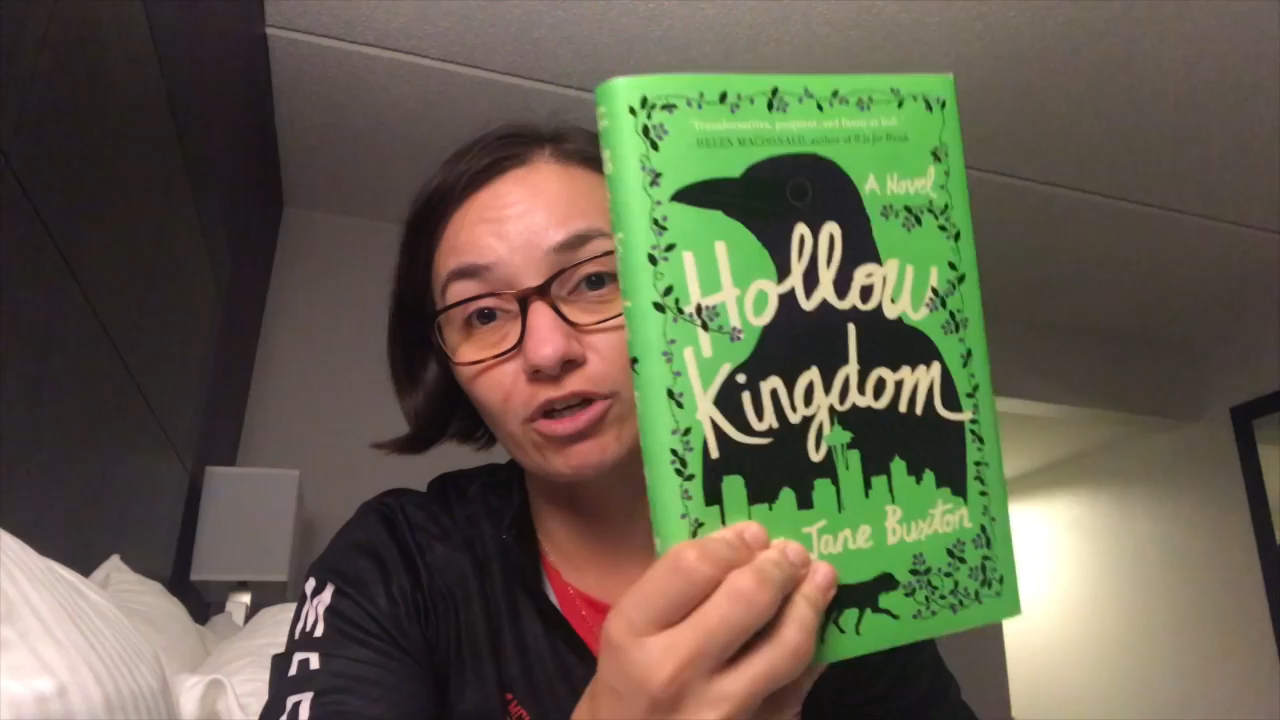 "Transformative, poignant, and funny as hell."
HELEN MACDONALD, author of H Is for Hawk
A Novel
Hollow
Kingdom
Jane Buxton